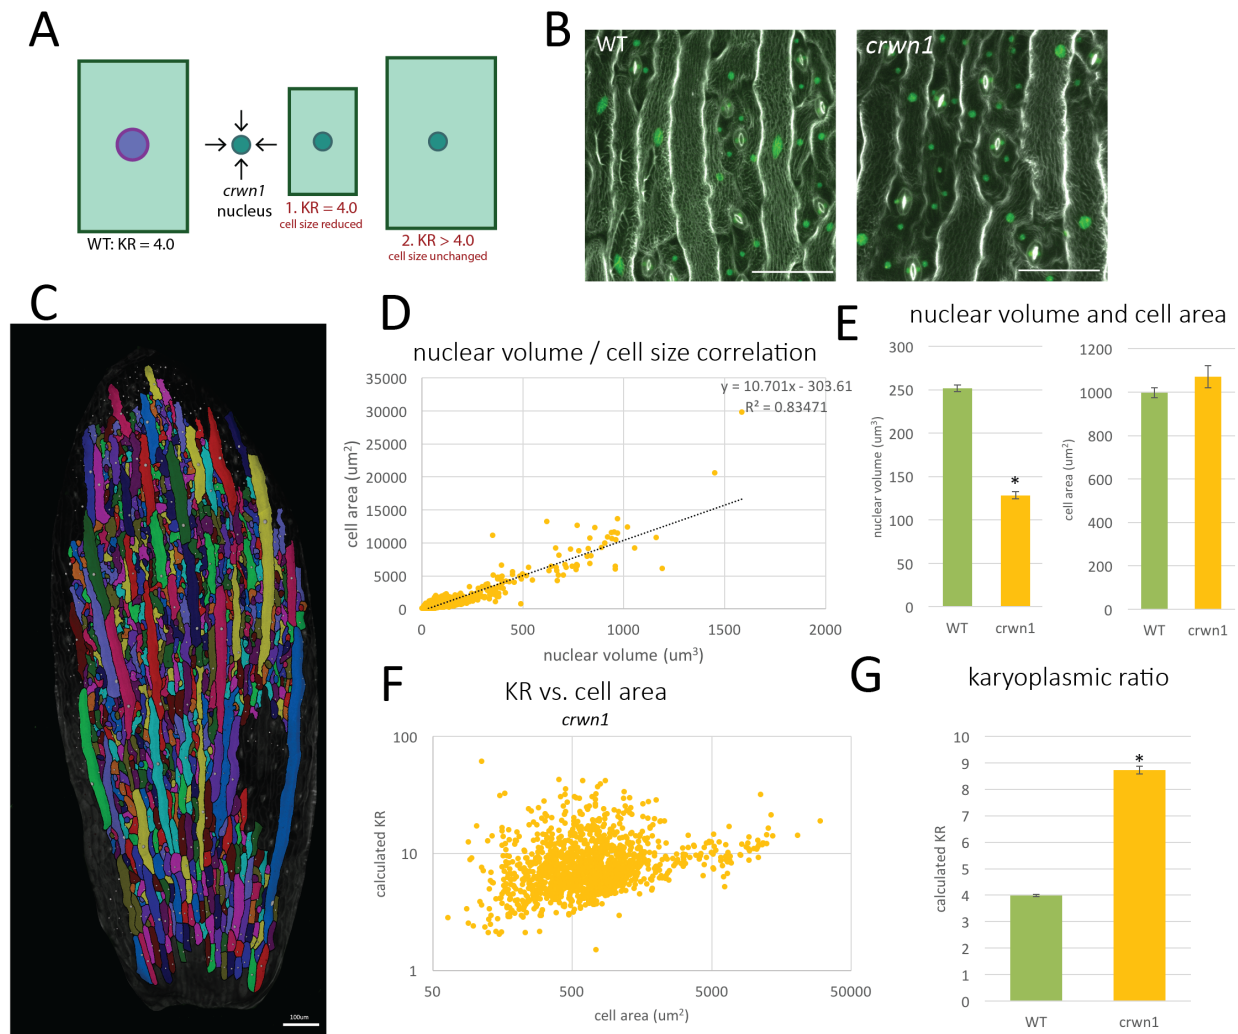 A
WT: KR = 4.0
crwn1
nucleus
1. KR = 4.0
cell size reduced
2. KR > 4.0
cell size unchanged
B
WT
crwn1
C
100um
D
nuclear volume / cell size correlation
y = 10.701x - 303.61
R² = 0.83471
cell area (um²)
35000
30000
25000
20000
15000
10000
5000
0
0 500 1000 1500 2000
nuclear volume (um³)
E
nuclear volume and cell area
nuclear volume (um³)
300
250
200
150
100
50
0
*
WT crwn1
cell area (um²)
1200
1000
800
600
400
200
0
WT crwn1
F
KR vs. cell area
crwn1
calculated KR
100
10
1
50 500 5000 50000
cell area (um²)
G
karyoplasmic ratio
calculated KR
10
9
8
7
6
5
4
3
2
1
0
*
WT crwn1